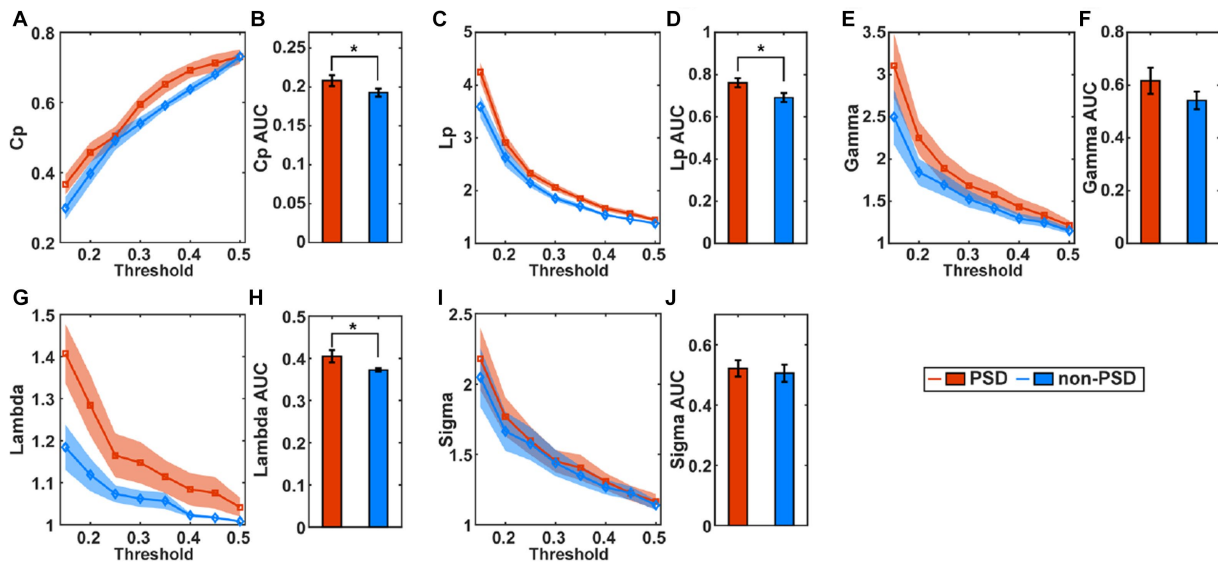 A
Cp
0.8
0.6
0.4
0.2
0.2 0.3 0.4 0.5
Threshold
B
Cp AUC
0.25
0.2
0.15
0.1
0.05
0
*
C
Lp
5
4
3
2
1
0.2 0.3 0.4 0.5
Threshold
D
Lp AUC
1
0.8
0.6
0.4
0.2
0
*
E
Gamma
3.5
3
2.5
2
1.5
1
0.2 0.3 0.4 0.5
Threshold
F
Gamma AUC
0.8
0.6
0.4
0.2
0
G
Lambda
1.5
1.4
1.3
1.2
1.1
1
0.2 0.3 0.4 0.5
Threshold
H
Lambda AUC
0.5
0.4
0.3
0.2
0.1
0
*
I
Sigma
2.5
2
1.5
1
0.2 0.3 0.4 0.5
Threshold
J
Sigma AUC
0.6
0.4
0.2
0
PSD non-PSD